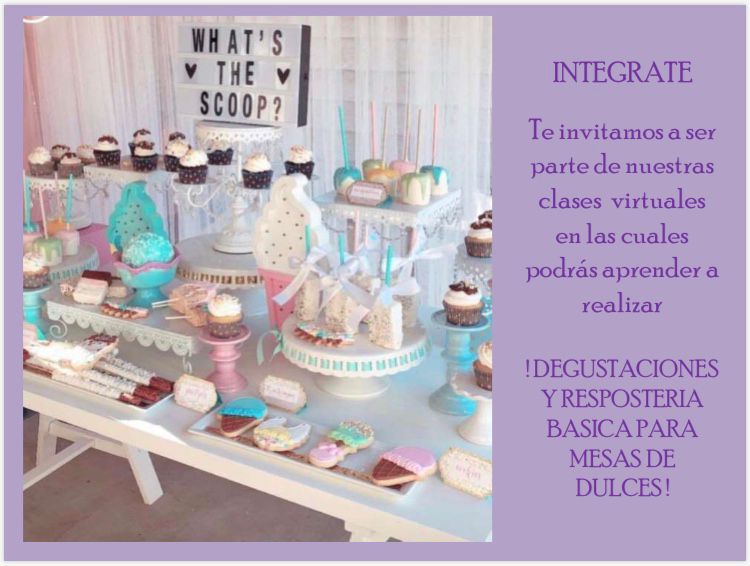 WHAT'S
THE
SCOOP?
INTEGRATE
Te invitamos a ser
parte de nuestras
clases virtuales
en las cuales
podrás aprender a
realizar
!DEGUSTACIONES
Y RESPOSTERIA
BASICA PARA
MESAS DE
DULCES!